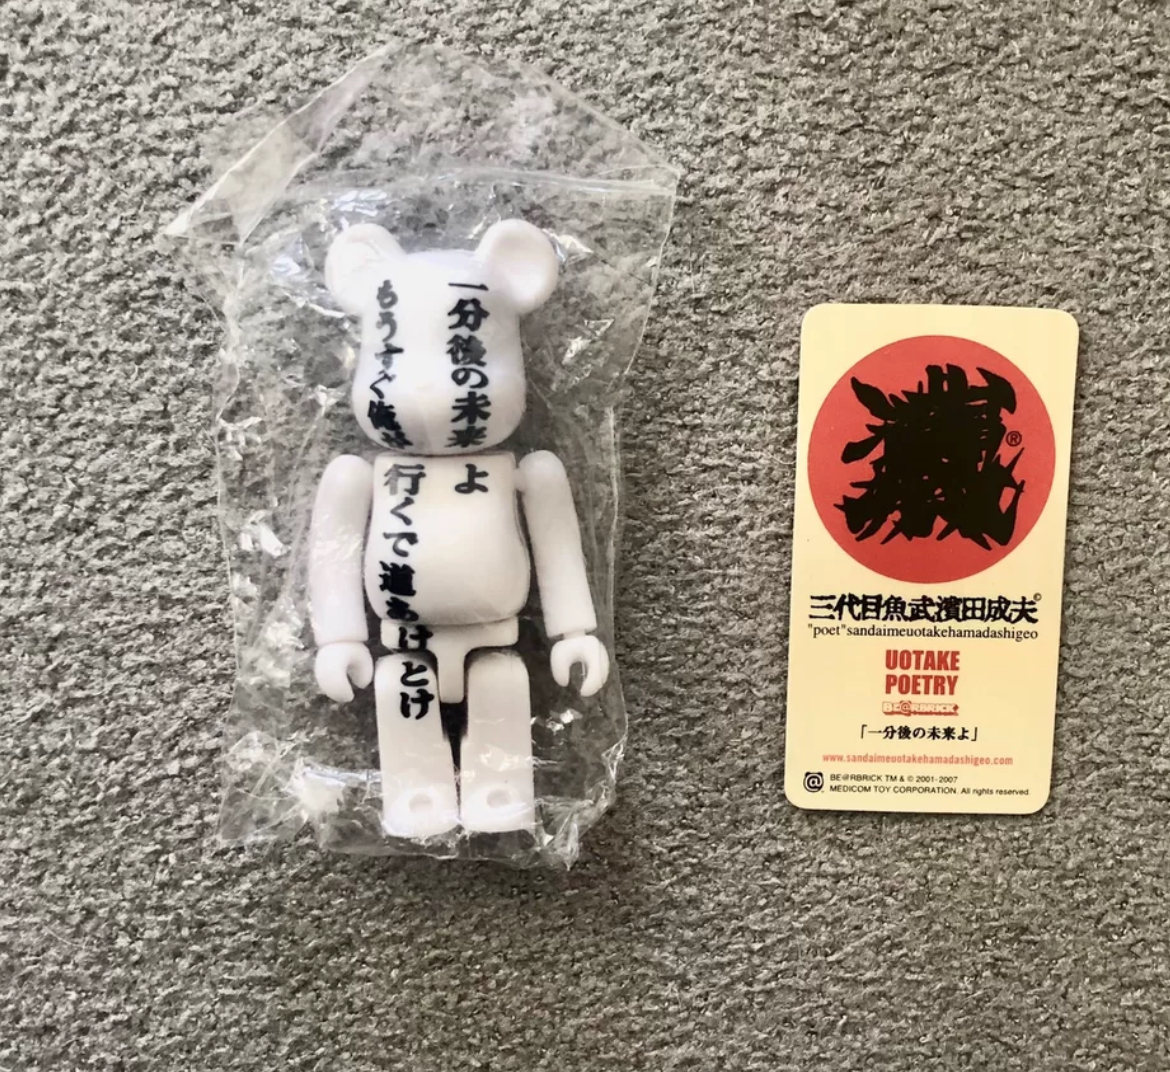 一分後の未来よ
もうすぐ俺行くで道あけとけ
®
三代目魚武濱田成夫©
"poet"sandaimeuotakehamadashigeo
UOTAKE
POETRY
BE@RBRICK
「一分後の未来よ」
www.sandaimeuotakehamadashigeo.com
@ BE@RBRICK TM & © 2001-2007
MEDICOM TOY CORPORATION. All rights reserved.